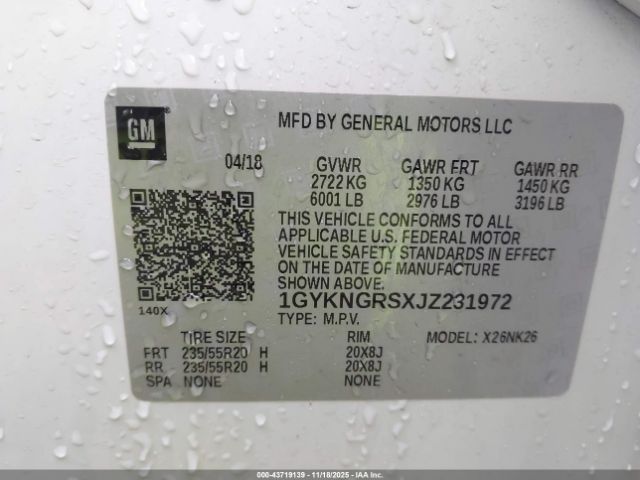 GM
MFD BY GENERAL MOTORS LLC
04/18 GVWR GAWR FRT GAWR RR
2722 KG 1350 KG 1450 KG
6001 LB 2976 LB 3196 LB
THIS VEHICLE CONFORMS TO ALL
APPLICABLE U.S. FEDERAL MOTOR
VEHICLE SAFETY STANDARDS IN EFFECT
ON THE DATE OF MANUFACTURE
SHOWN ABOVE.
140X
1GYKNGRSXJZ231972
TYPE: M.P.V.
TIRE SIZE RIM MODEL: X26NK26
FRT 235/55R20 H 20X8J
RR 235/55R20 H 20X8J
SPA NONE NONE
000-43719139 - 11/18/2025 - IAA, Inc.